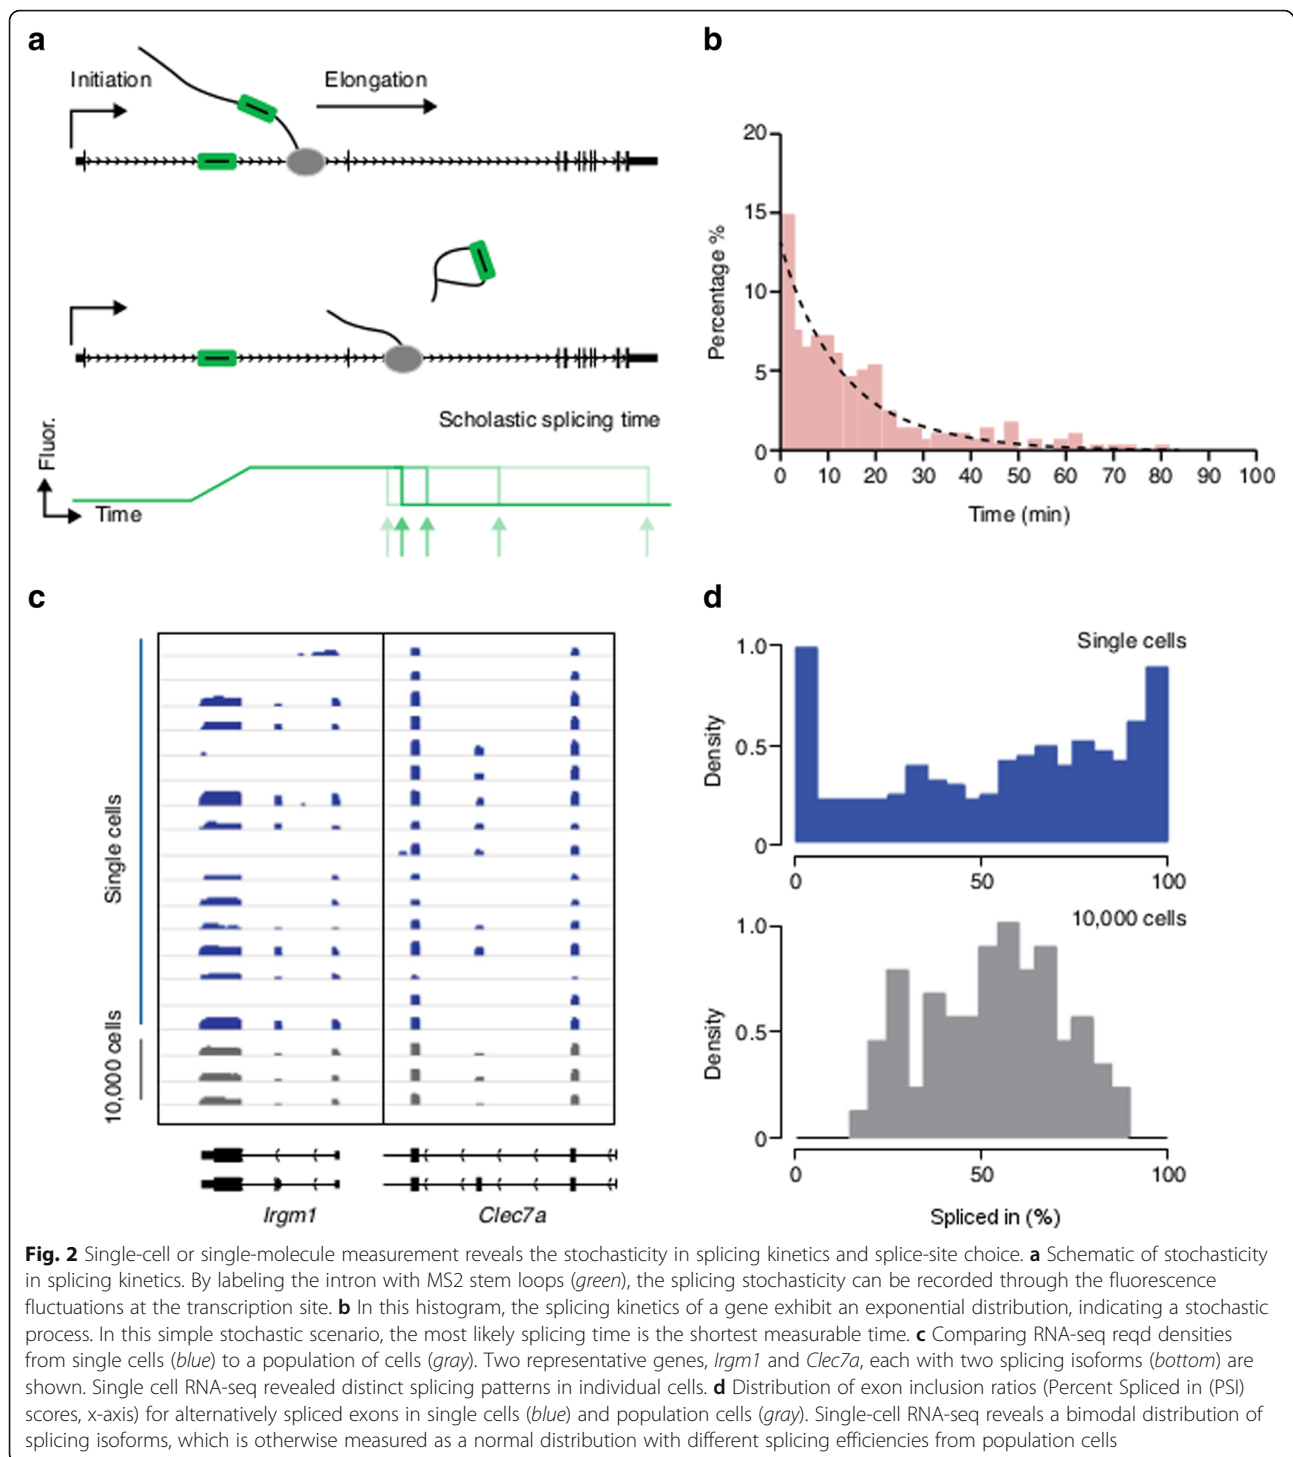 a
Initiation
Elongation
Scholastic splicing time
Fluor.
Time
b
20
15
10
5
0
Percentage %
0 10 20 30 40 50 60 70 80 90 100
Time (min)
c
Single cells
10,000 cells
Irgm1
Clec7a
d
Single cells
1.0
0.5
0
Density
0 50 100
10,000 cells
1.0
0.5
0
Density
0 50 100
Spliced in (%)
Fig. 2 Single-cell or single-molecule measurement reveals the stochasticity in splicing kinetics and splice-site choice. a Schematic of stochasticity
in splicing kinetics. By labeling the intron with MS2 stem loops (green), the splicing stochasticity can be recorded through the fluorescence
fluctuations at the transcription site. b In this histogram, the splicing kinetics of a gene exhibit an exponential distribution, indicating a stochastic
process. In this simple stochastic scenario, the most likely splicing time is the shortest measurable time. c Comparing RNA-seq reqd densities
from single cells (blue) to a population of cells (gray). Two representative genes, Irgm1 and Clec7a, each with two splicing isoforms (bottom) are
shown. Single cell RNA-seq revealed distinct splicing patterns in individual cells. d Distribution of exon inclusion ratios (Percent Spliced in (PSI)
scores, x-axis) for alternatively spliced exons in single cells (blue) and population cells (gray). Single-cell RNA-seq reveals a bimodal distribution of
splicing isoforms, which is otherwise measured as a normal distribution with different splicing efficiencies from population cells